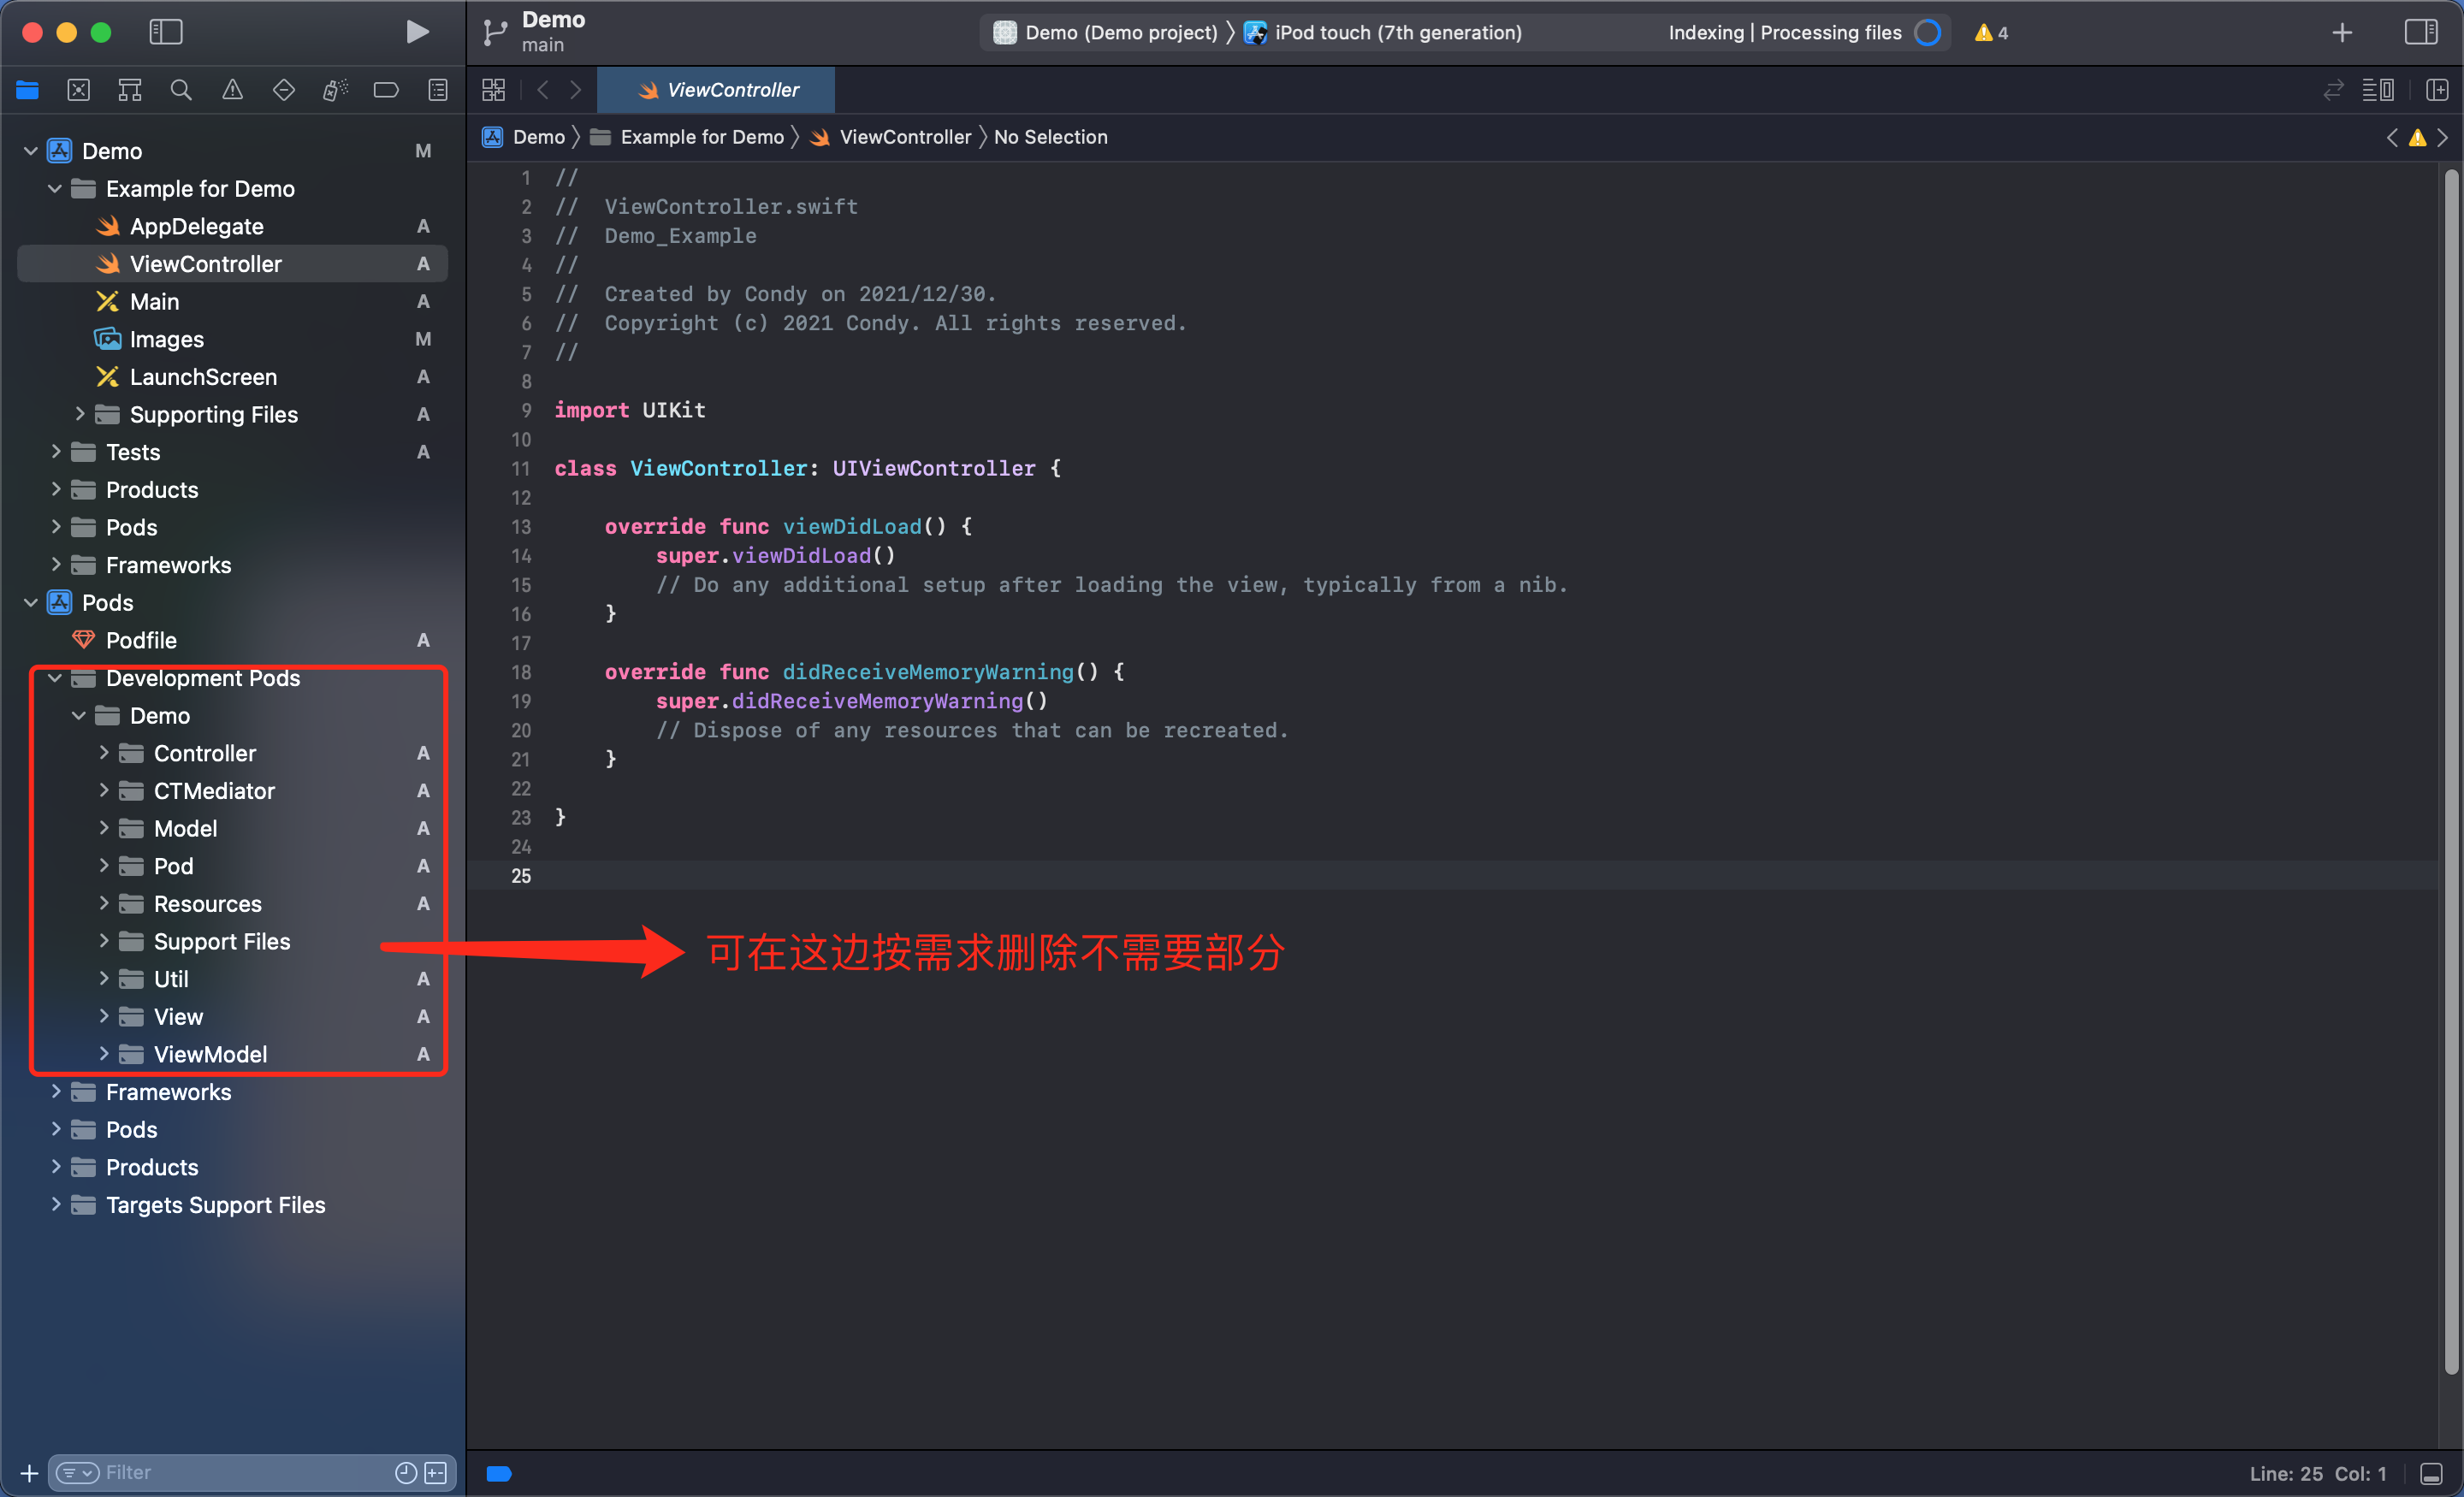 Demo
main
Demo (Demo project) 〉 iPod touch (7th generation)
Indexing | Processing files
4
ViewController
Demo 〉 Example for Demo 〉 ViewController 〉 No Selection
Demo M
Example for Demo
AppDelegate A
ViewController A
Main A
Images M
LaunchScreen A
Supporting Files A
Tests A
Products
Pods
Frameworks
Pods
Podfile A
Development Pods
Demo
Controller A
CTMediator A
Model A
Pod A
Resources A
Support Files
Util A
View A
ViewModel A
Frameworks
Pods
Products
Targets Support Files
Filter
1 //
2 //  ViewController.swift
3 //  Demo_Example
4 //
5 //  Created by Condy on 2021/12/30.
6 //  Copyright (c) 2021 Condy. All rights reserved.
7 //
8
9 import UIKit
10
11 class ViewController: UIViewController {
12
13     override func viewDidLoad() {
14         super.viewDidLoad()
15         // Do any additional setup after loading the view, typically from a nib.
16     }
17
18     override func didReceiveMemoryWarning() {
19         super.didReceiveMemoryWarning()
20         // Dispose of any resources that can be recreated.
21     }
22
23 }
24
25
可在这边按需求删除不需要部分
Line: 25 Col: 1